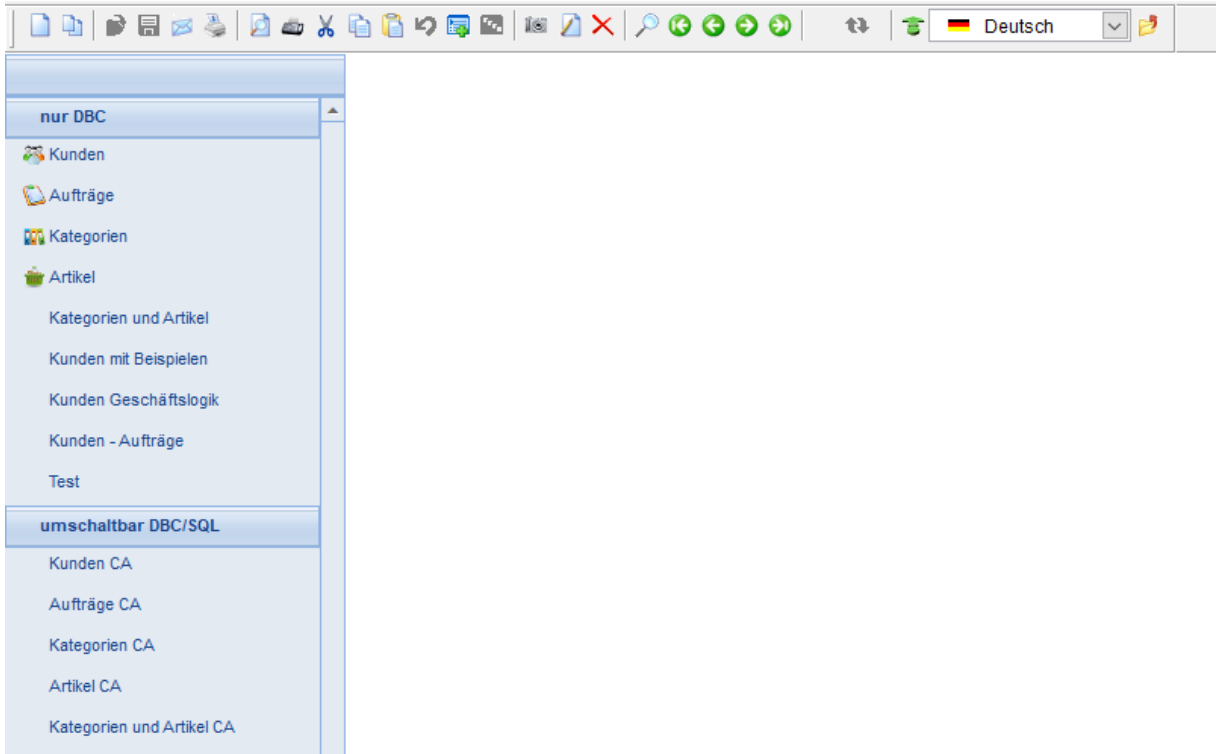 Deutsch
nur DBC
Kunden
Aufträge
Kategorien
Artikel
Kategorien und Artikel
Kunden mit Beispielen
Kunden Geschäftslogik
Kunden - Aufträge
Test
umschaltbar DBC/SQL
Kunden CA
Aufträge CA
Kategorien CA
Artikel CA
Kategorien und Artikel CA